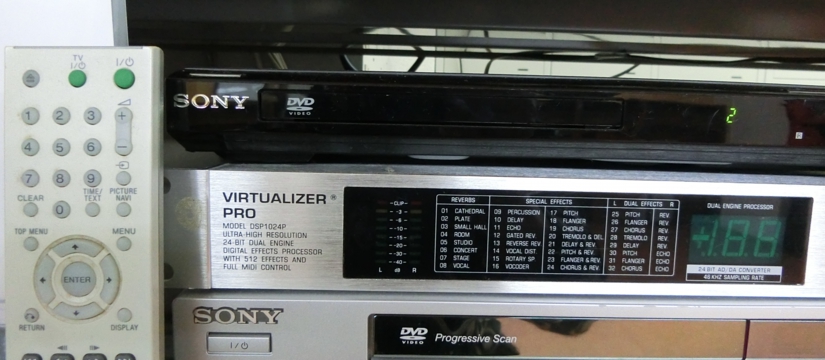 TV
I/⏻ I/⏻
1 2 3
4 5 6
7 8 9
CLEAR TIME/TEXT PICTURE NAVI
0
TOP MENU MENU
ENTER
RETURN DISPLAY
SONY DVD VIDEO 2
VIRTUALIZER®
PRO
MODEL DSP1024P
ULTRA-HIGH RESOLUTION
24-BIT DUAL ENGINE
DIGITAL EFFECTS PROCESSOR
WITH 512 EFFECTS AND
FULL MIDI CONTROL
CLIP
-3
-6
-10
-15
-20
-30
-40
L dB R
REVERBS SPECIAL EFFECTS L DUAL EFFECTS R
01 CATHEDRAL 09 PERCUSSION 17 PITCH 25 PITCH REV
02 PLATE 10 DELAY 18 FLANGER 26 FLANGER REV
03 SMALL HALL 11 ECHO 19 CHORUS 27 CHORUS REV
04 ROOM 12 GATED REV. 20 TREMOLO & DEL 28 TREMOLO REV
05 STUDIO 13 REVERSE REV 21 DELAY & REV. 29 DELAY REV
06 CONCERT 14 VOCAL DIST 22 PITCH & REV. 30 PITCH ECHO
07 STAGE 15 ROTARY SP. 23 FLANGER & REV 31 FLANGER ECHO
08 VOCAL 16 VOCODER 24 CHORUS & REV 32 CHORUS ECHO
DUAL ENGINE PROCESSOR
24 BIT AD/DA CONVERTER
46 KHZ SAMPLING RATE
SONY
I/⏻
DVD VIDEO Progressive Scan